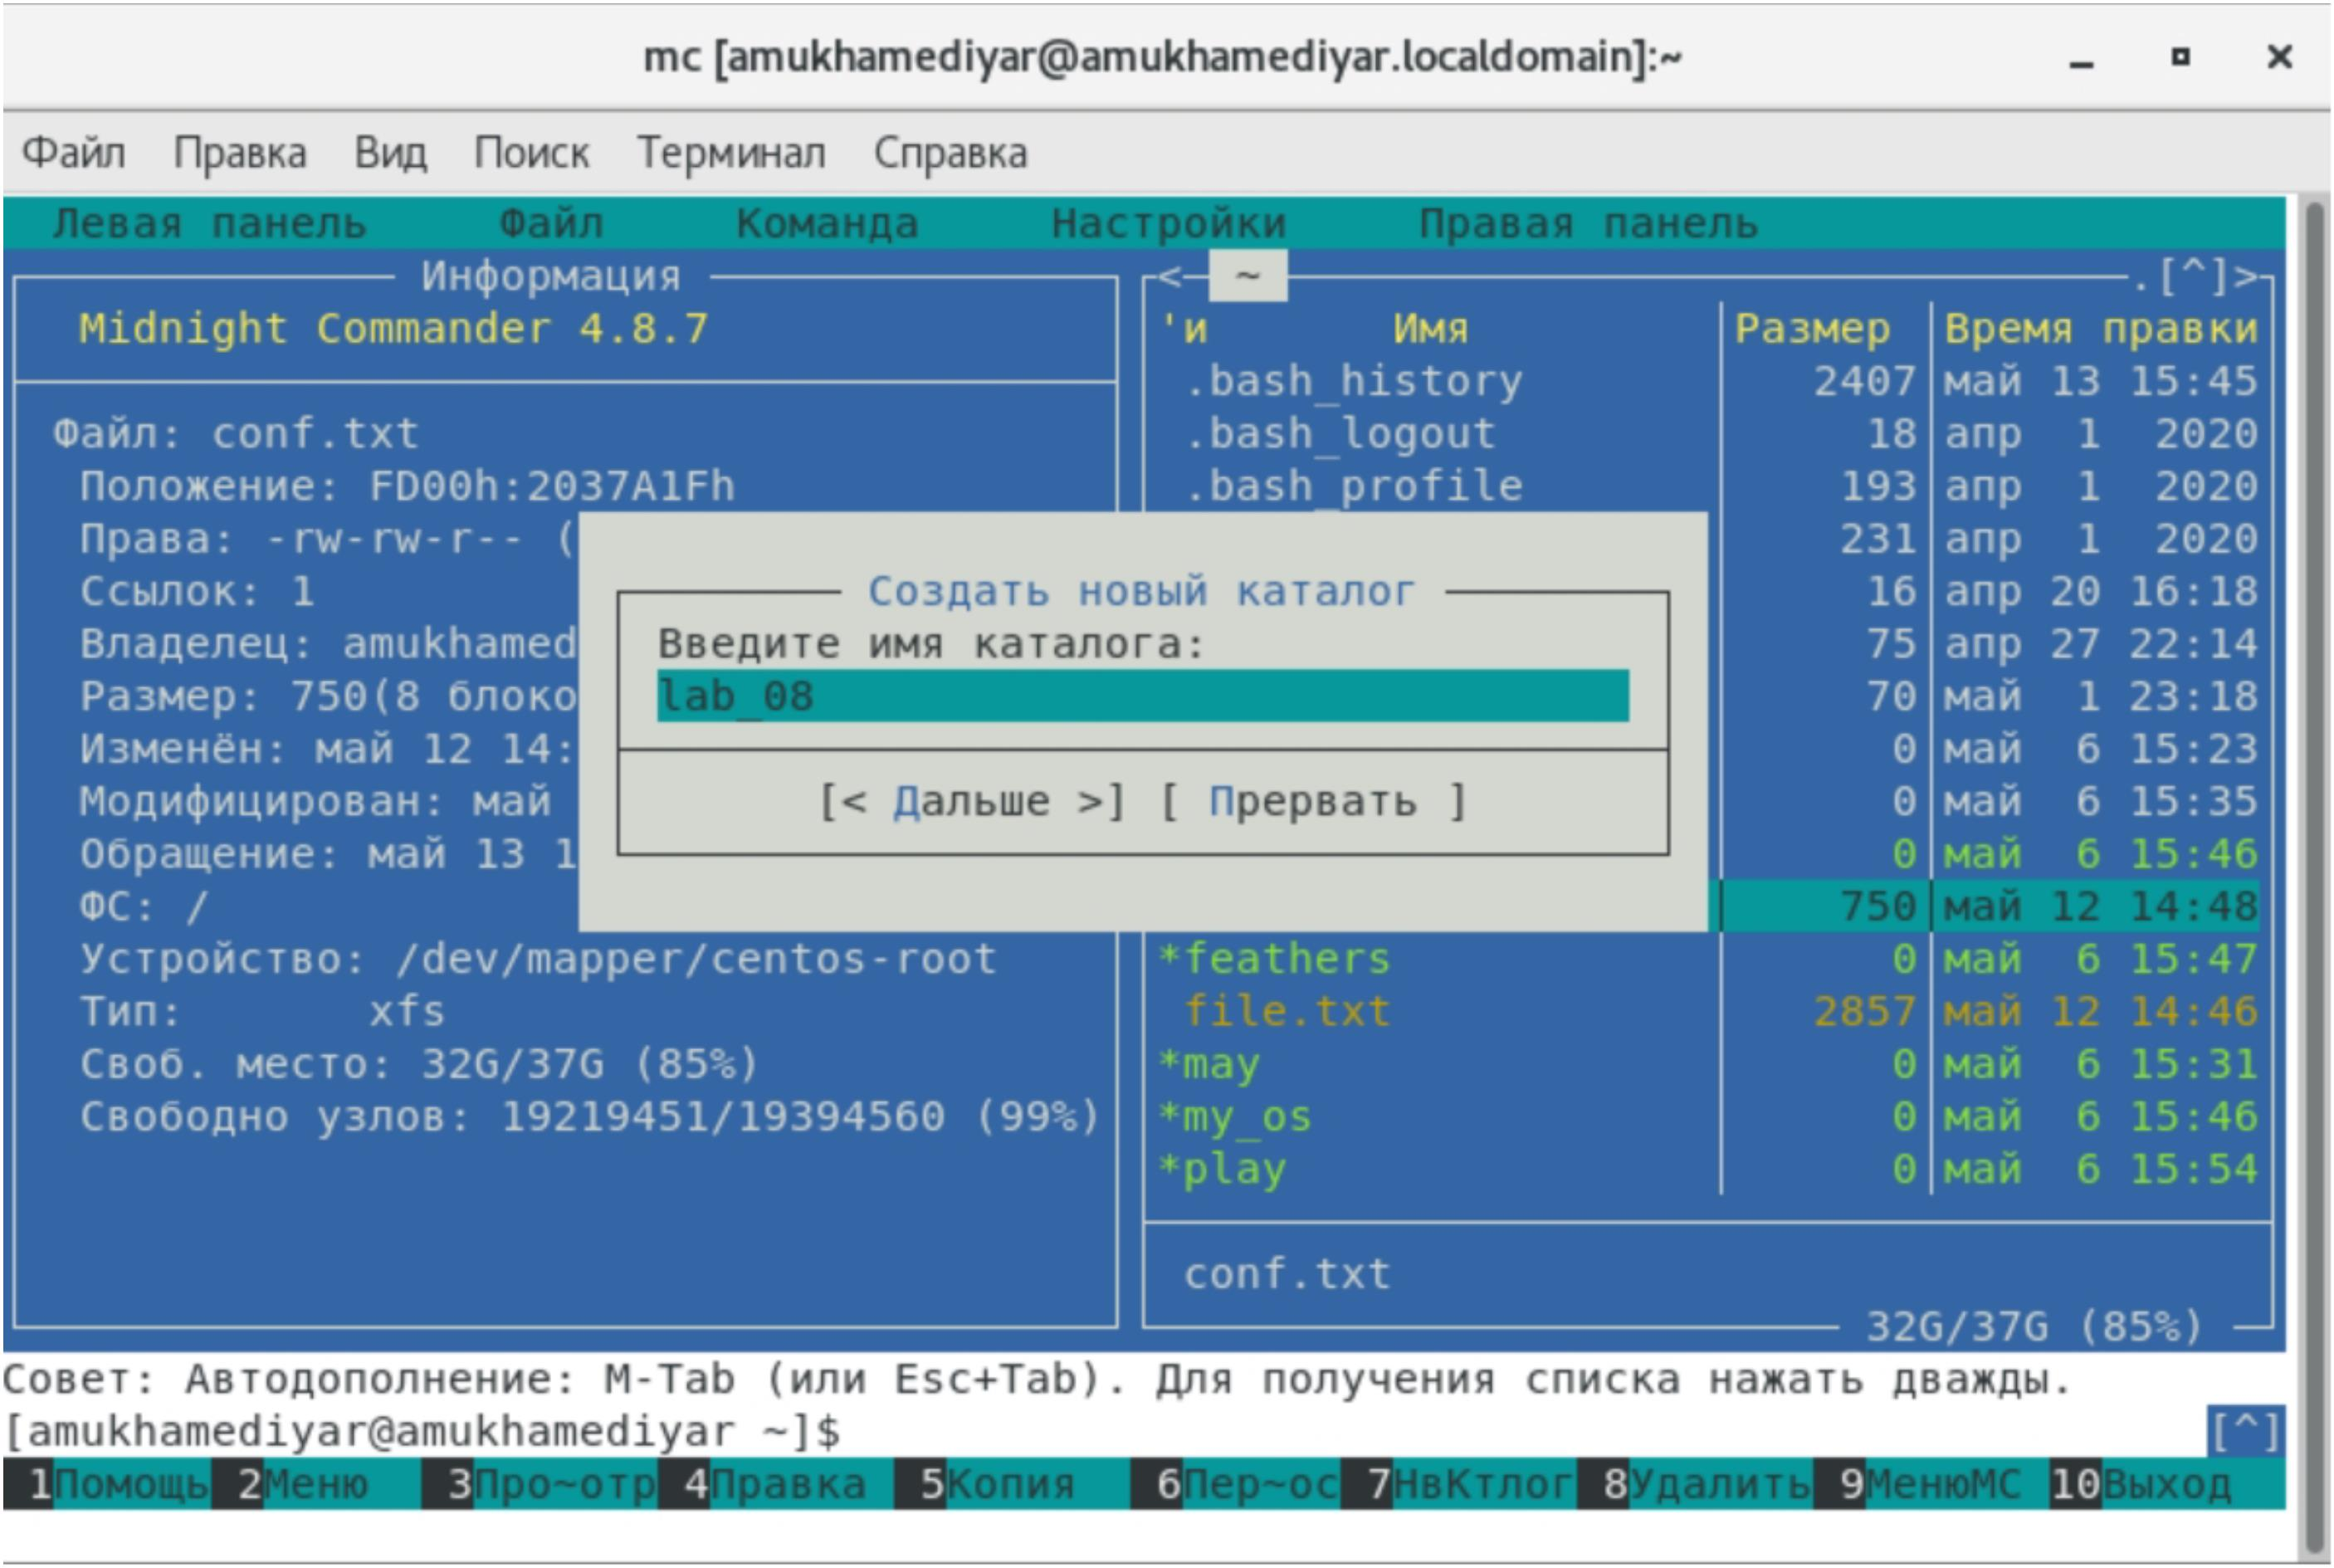 mc [amukhamediyar@amukhamediyar.localdomain]:~
Файл Правка Вид Поиск Терминал Справка
Левая панель Файл Команда Настройки Правая панель
Информация
Midnight Commander 4.8.7
Файл: conf.txt
Положение: FD00h:2037A1Fh
Права: -rw-rw-r-- (
Ссылок: 1
Владелец: amukhamed
Размер: 750(8 блоко
Изменён: май 12 14:
Модифицирован: май
Обращение: май 13 1
ФС: /
Устройство: /dev/mapper/centos-root
Тип: xfs
Своб. место: 32G/37G (85%)
Свободно узлов: 19219451/19394560 (99%)
<─ ~ .[^]>
'и Имя Размер Время правки
.bash_history 2407 май 13 15:45
.bash_logout 18 апр 1 2020
.bash_profile 193 апр 1 2020
231 апр 1 2020
16 апр 20 16:18
75 апр 27 22:14
70 май 1 23:18
0 май 6 15:23
0 май 6 15:35
0 май 6 15:46
750 май 12 14:48
*feathers 0 май 6 15:47
file.txt 2857 май 12 14:46
*may 0 май 6 15:31
*my_os 0 май 6 15:46
*play 0 май 6 15:54
conf.txt
32G/37G (85%)
Создать новый каталог
Введите имя каталога:
lab_08
[< Дальше >] [ Прервать ]
Совет: Автодополнение: M-Tab (или Esc+Tab). Для получения списка нажать дважды.
[amukhamediyar@amukhamediyar ~]$ [^]
1Помощь 2Меню 3Про~отр 4Правка 5Копия 6Пер~ос 7НвКтлог 8Удалить 9МенюMC 10Выход